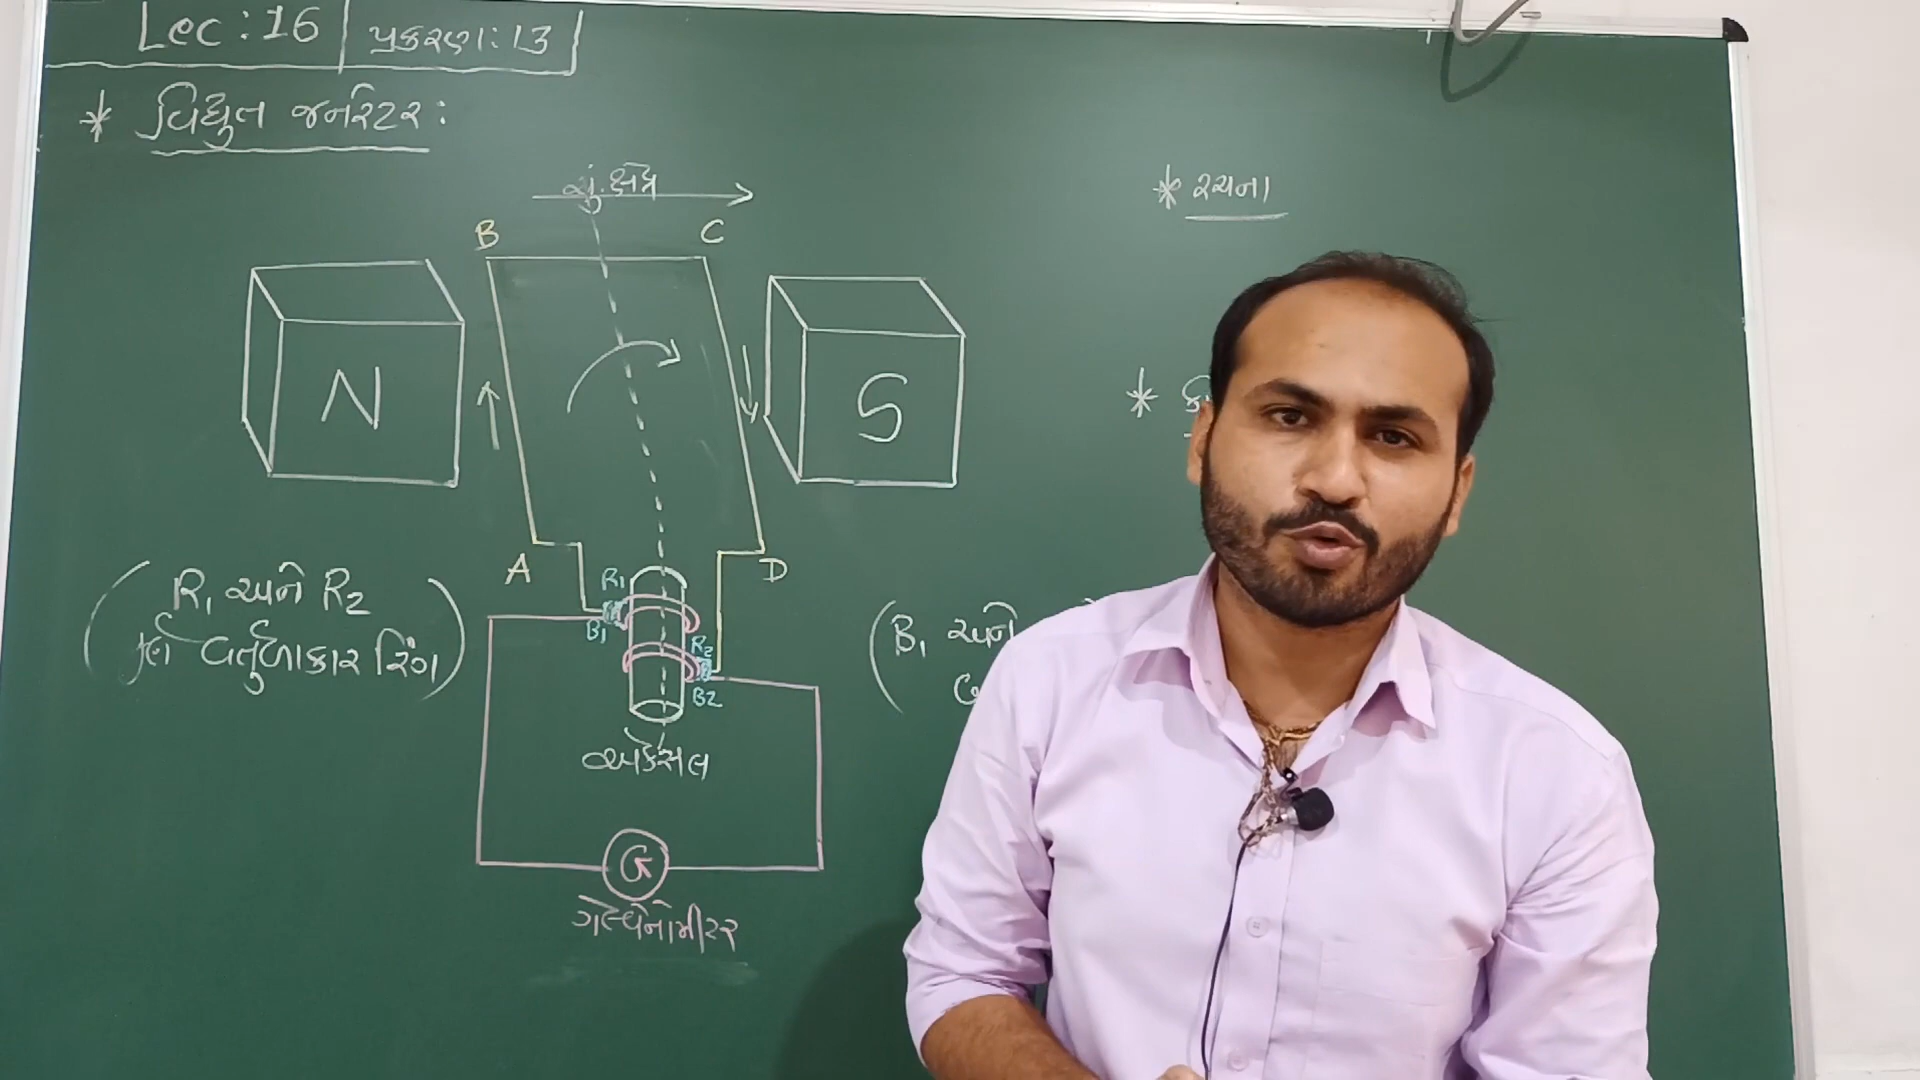 Lec: 16 | પ્રકરણ: 13
* વિદ્યુત જનરેટર:
ચું. ક્ષેત્ર
* રચના
B C
N S
*
A D
R1
B1
R2
B2
(R1 અને R2
વર્તુળાકાર રિંગ)
(B1 અને
એક્સલ
G
ગેલ્વેનોમીટર